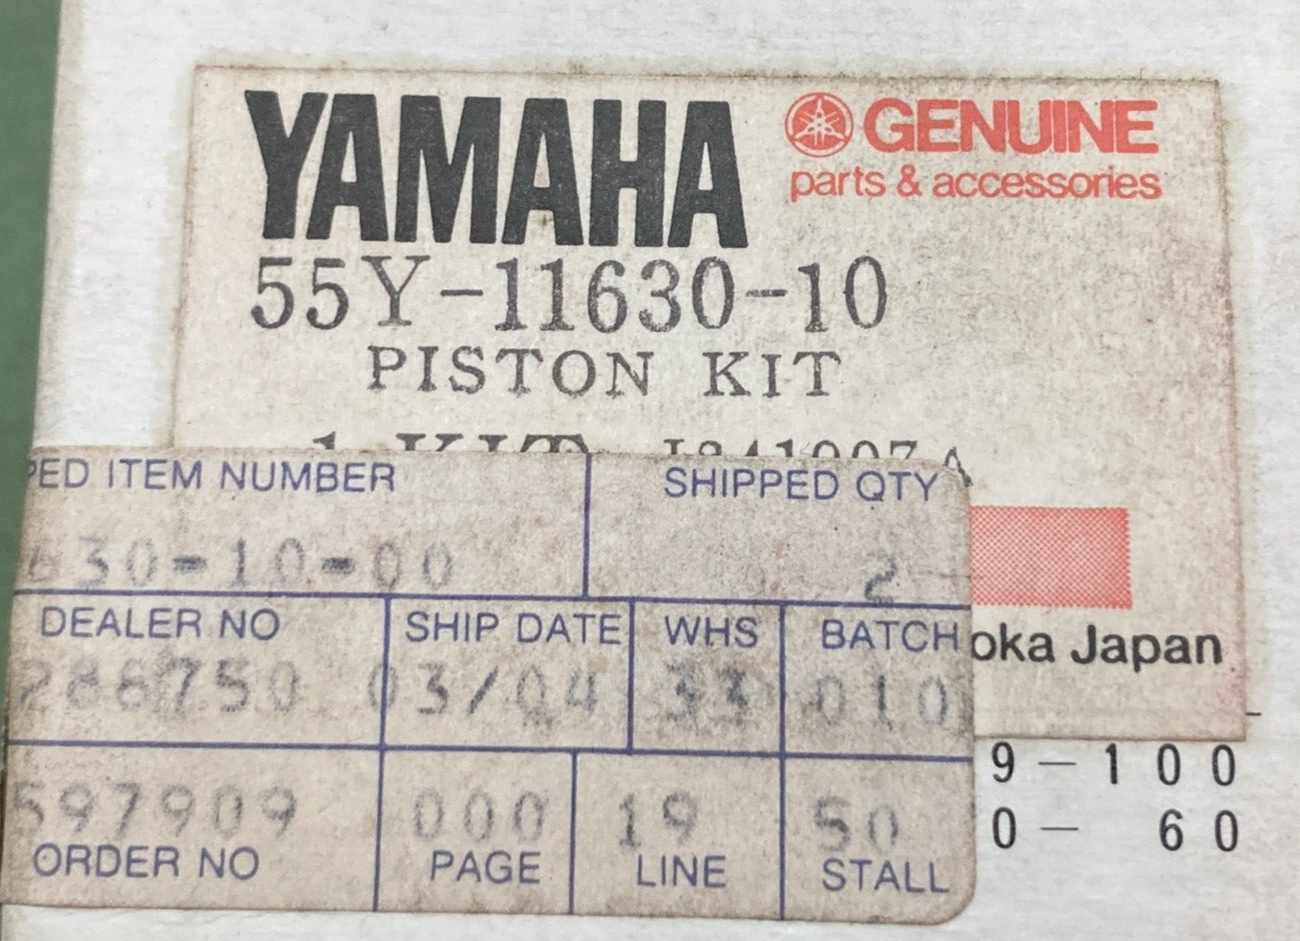 YAMAHA GENUINE
parts & accessories
55Y-11630-10
PISTON KIT
1 KIT
PED ITEM NUMBER SHIPPED QTY
630-10-00 2
DEALER NO SHIP DATE WHS BATCH
286750 03/04 33 010
oka Japan
597909 000 19 50
ORDER NO PAGE LINE STALL
9-100
0- 60